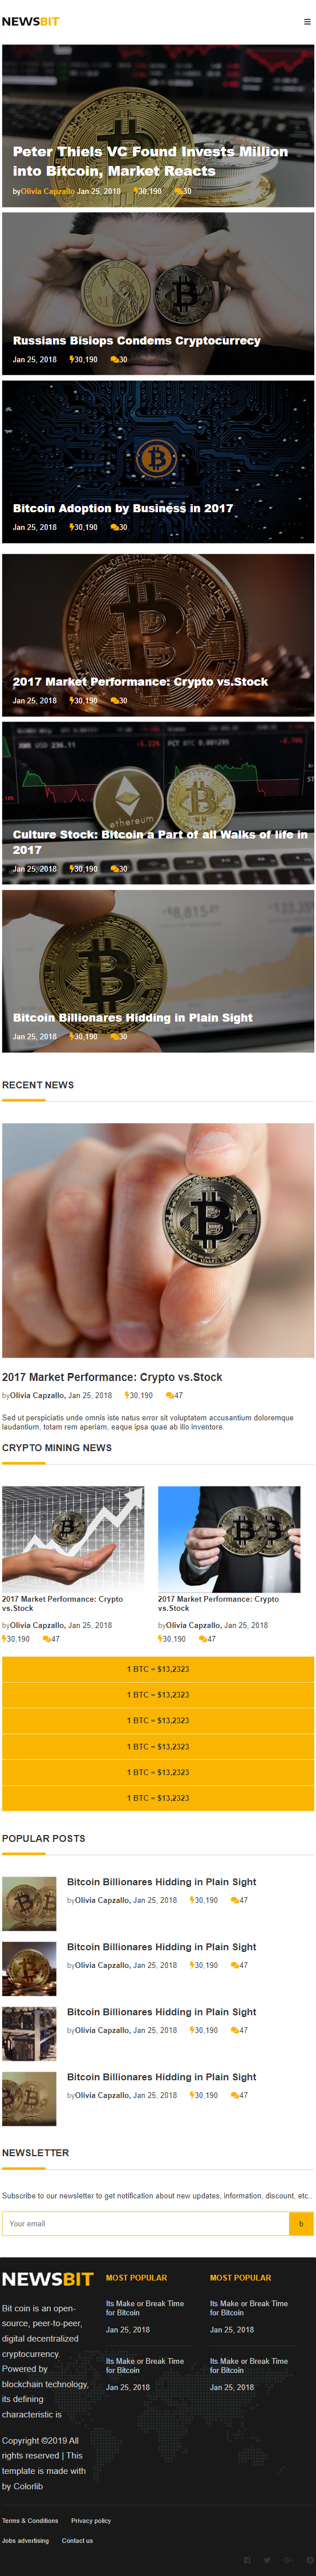 NEWSBIT
Peter Thiels VC Found Invests Million
into Bitcoin, Market Reacts
byOlivia Capzallo Jan 25, 2018 30,190 30
Russians Bisiops Condems Cryptocurrecy
Jan 25, 2018 30,190 30
Bitcoin Adoption by Business in 2017
Jan 25, 2018 30,190 30
2017 Market Performance: Crypto vs.Stock
Jan 25, 2018 30,190 30
ethereum
Culture Stock: Bitcoin a Part of all Walks of life in
2017
Jan 25, 2018 30,190 30
Bitcoin Billionares Hidding in Plain Sight
Jan 25, 2018 30,190 30
RECENT NEWS
2017 Market Performance: Crypto vs.Stock
byOlivia Capzallo, Jan 25, 2018 30,190 47
Sed ut perspiciatis unde omnis iste natus error sit voluptatem accusantium doloremque
laudantium, totam rem aperiam, eaque ipsa quae ab illo inventore.
CRYPTO MINING NEWS
2017 Market Performance: Crypto
vs.Stock
byOlivia Capzallo, Jan 25, 2018
30,190 47
2017 Market Performance: Crypto
vs.Stock
byOlivia Capzallo, Jan 25, 2018
30,190 47
1 BTC = $13,2323
1 BTC = $13,2323
1 BTC = $13,2323
1 BTC = $13,2323
1 BTC = $13,2323
1 BTC = $13,2323
POPULAR POSTS
Bitcoin Billionares Hidding in Plain Sight
byOlivia Capzallo, Jan 25, 2018 30,190 47
Bitcoin Billionares Hidding in Plain Sight
byOlivia Capzallo, Jan 25, 2018 30,190 47
Bitcoin Billionares Hidding in Plain Sight
byOlivia Capzallo, Jan 25, 2018 30,190 47
Bitcoin Billionares Hidding in Plain Sight
byOlivia Capzallo, Jan 25, 2018 30,190 47
NEWSLETTER
Subscribe to our newsletter to get notification about new updates, information, discount, etc..
Your email b
NEWSBIT
Bit coin is an open-
source, peer-to-peer,
digital decentralized
cryptocurrency.
Powered by
blockchain technology,
its defining
characteristic is
Copyright ©2019 All
rights reserved | This
template is made with
by Colorlib
MOST POPULAR
Its Make or Break Time
for Bitcoin
Jan 25, 2018
Its Make or Break Time
for Bitcoin
Jan 25, 2018
MOST POPULAR
Its Make or Break Time
for Bitcoin
Jan 25, 2018
Its Make or Break Time
for Bitcoin
Jan 25, 2018
Terms & Conditions Privacy policy
Jobs advertising Contact us